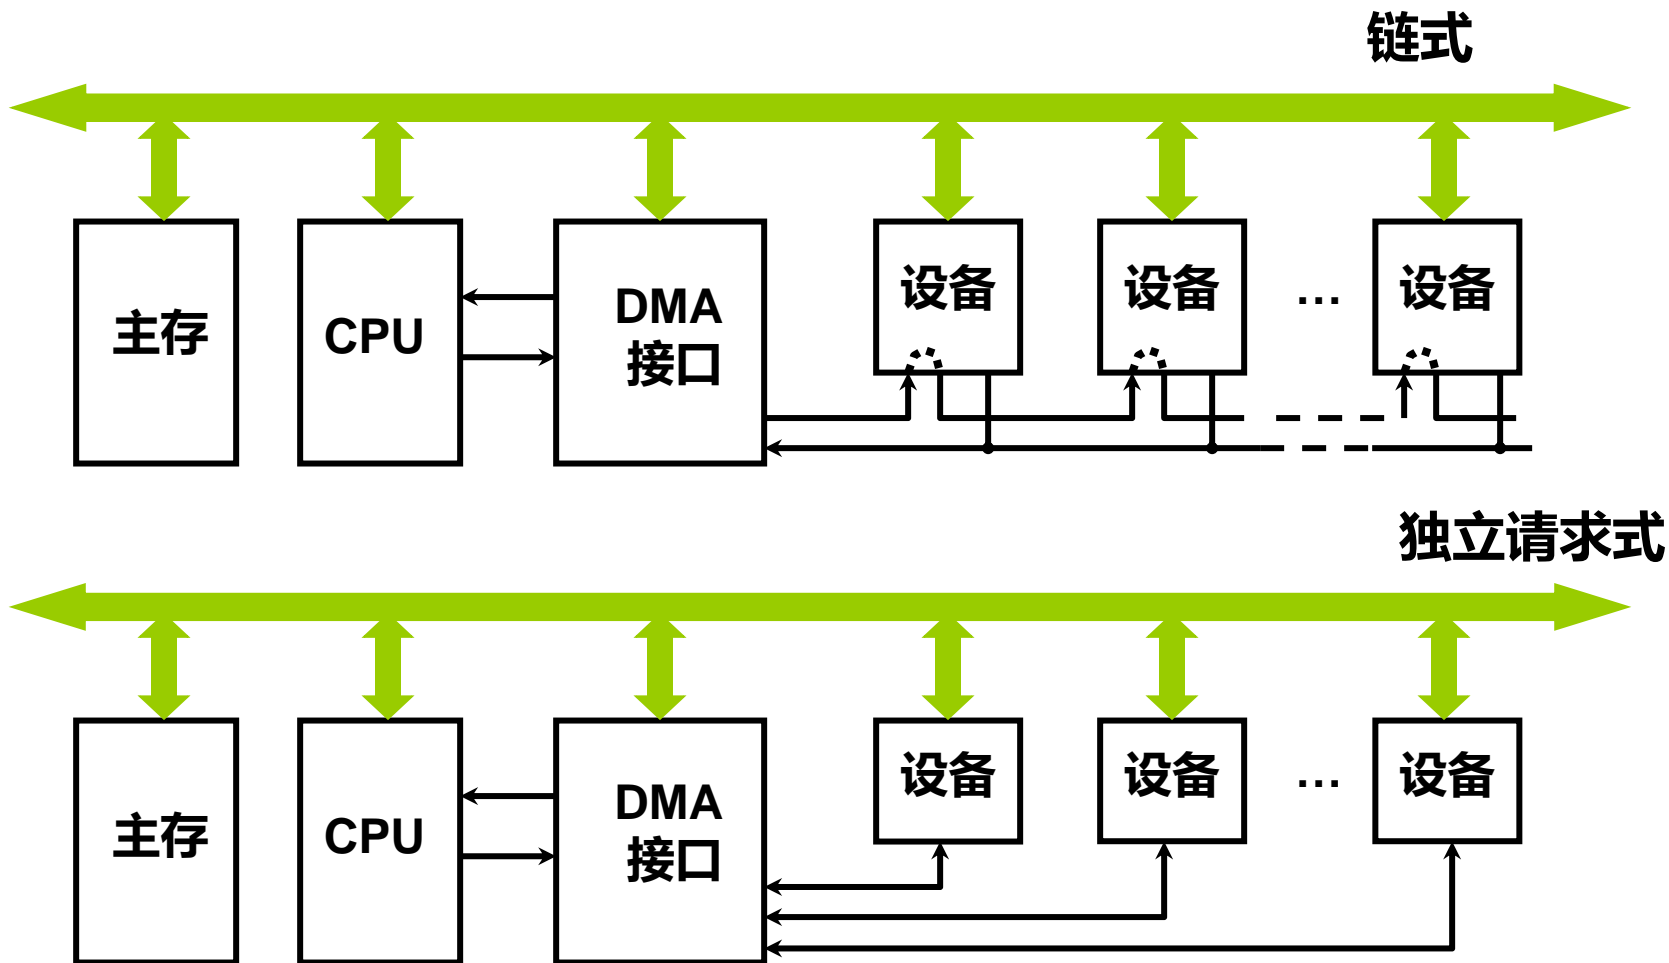 链式
主存
CPU
DMA
接口
设备
设备
…
设备
独立请求式
主存
CPU
DMA
接口
设备
设备
…
设备